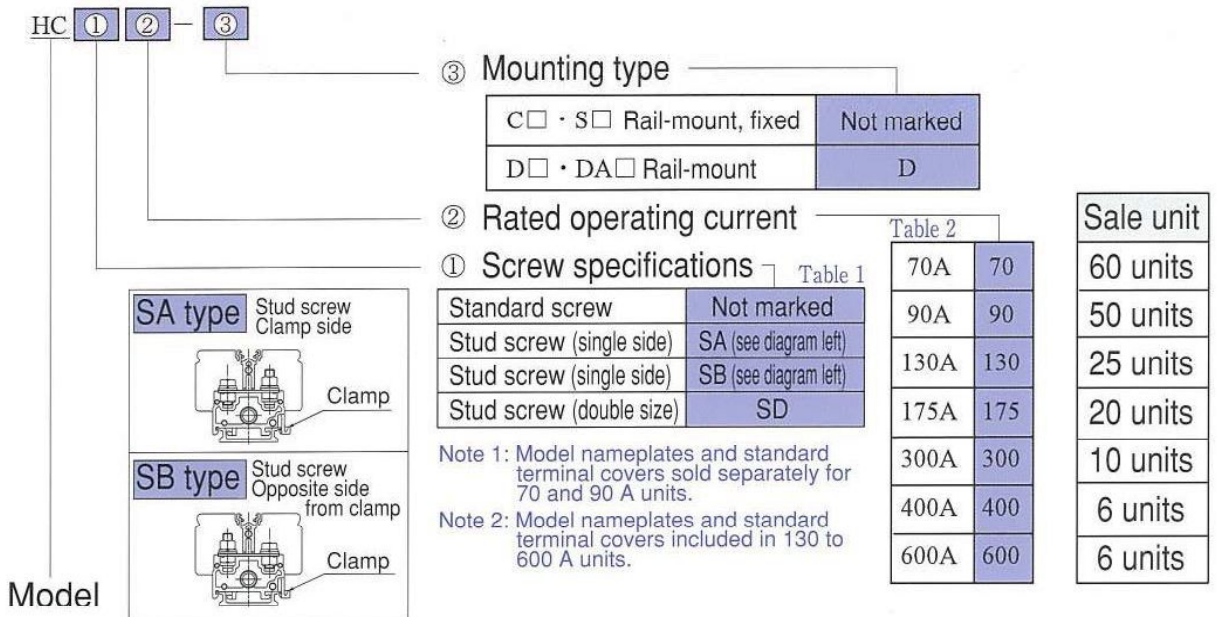 HC ① ② − ③
③ Mounting type
C□・S□ Rail-mount, fixed Not marked
D□・DA□ Rail-mount D
② Rated operating current
Table 2
70A 70
90A 90
130A 130
175A 175
300A 300
400A 400
600A 600
Sale unit
60 units
50 units
25 units
20 units
10 units
6 units
6 units
① Screw specifications
Table 1
Standard screw Not marked
Stud screw (single side) SA (see diagram left)
Stud screw (single side) SB (see diagram left)
Stud screw (double size) SD
Note 1: Model nameplates and standard
terminal covers sold separately for
70 and 90 A units.
Note 2: Model nameplates and standard
terminal covers included in 130 to
600 A units.
SA type Stud screw
Clamp side
Clamp
SB type Stud screw
Opposite side
from clamp
Clamp
Model